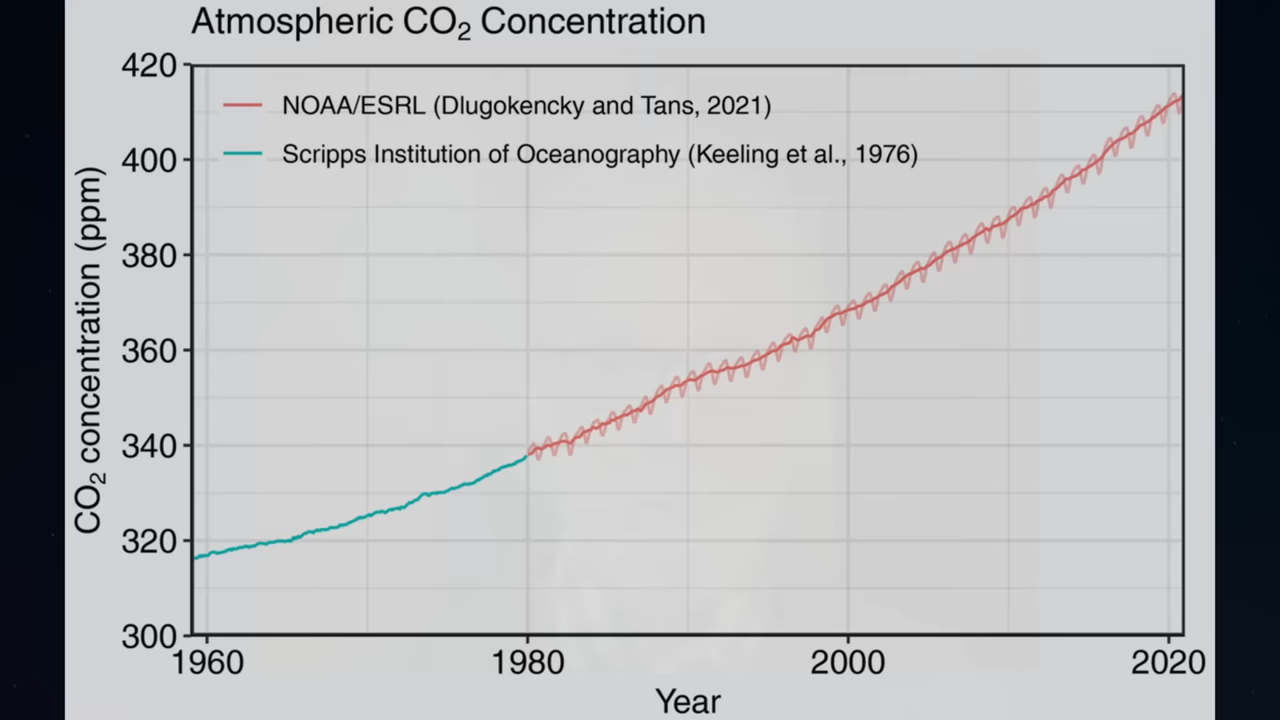 Atmospheric CO₂ Concentration
NOAA/ESRL (Dlugokencky and Tans, 2021)
Scripps Institution of Oceanography (Keeling et al., 1976)
CO₂ concentration (ppm)
420
400
380
360
340
320
300
1960 1980 2000 2020
Year